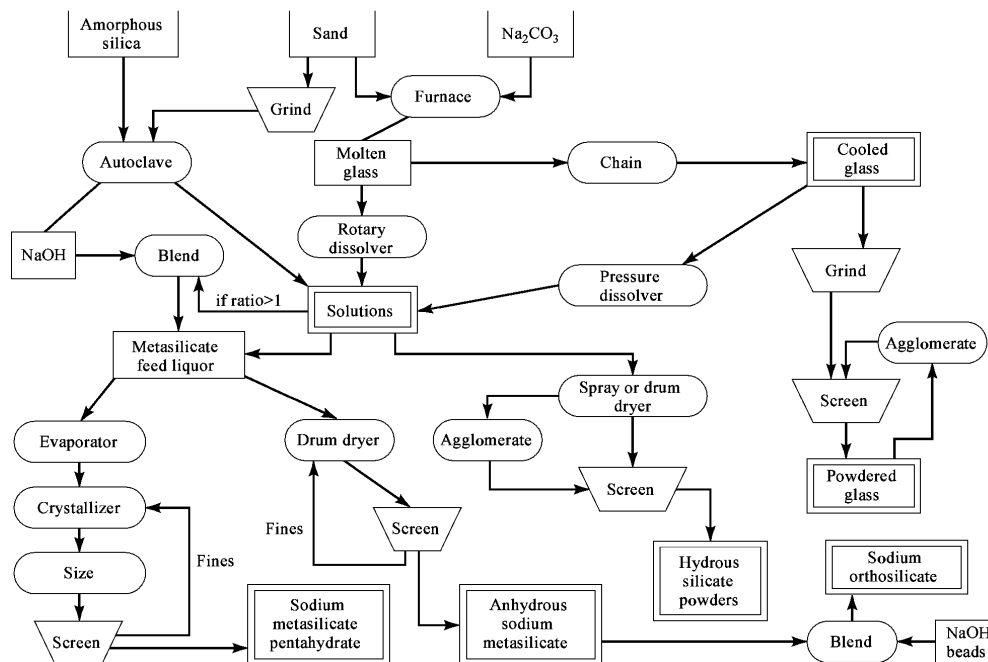 Amorphous
silica
Sand
Na₂CO₃
Grind
Furnace
Autoclave
Molten
glass
Chain
Cooled
glass
NaOH
Blend
Rotary
dissolver
Grind
Pressure
dissolver
if ratio>1
Solutions
Metasilicate
feed liquor
Agglomerate
Spray or drum
dryer
Screen
Evaporator
Drum dryer
Agglomerate
Crystallizer
Screen
Powdered
glass
Fines
Screen
Fines
Size
Hydrous
silicate
powders
Sodium
orthosilicate
Screen
Sodium
metasilicate
pentahydrate
Anhydrous
sodium
metasilicate
Blend
NaOH
beads